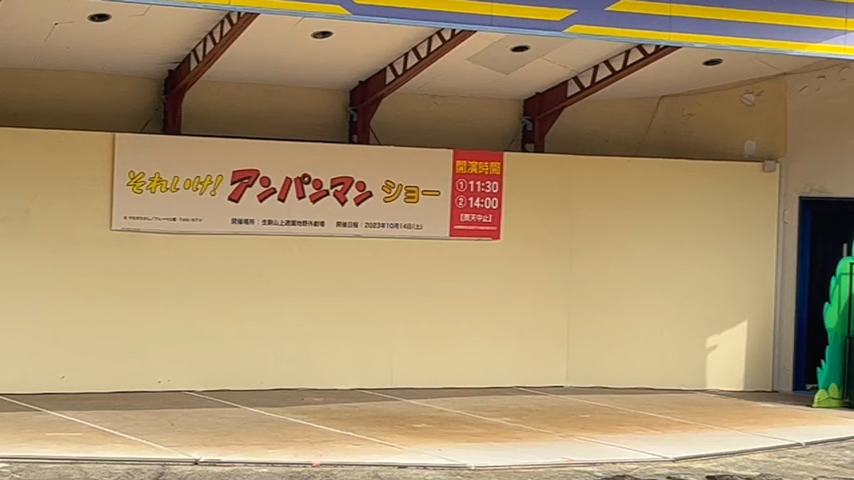 それいけ!アンパンマンショー
開演時間
①11:30
②14:00
【雨天中止】
開催場所:生駒山上遊園地野外劇場 開催日程:2023年10月14日(土)